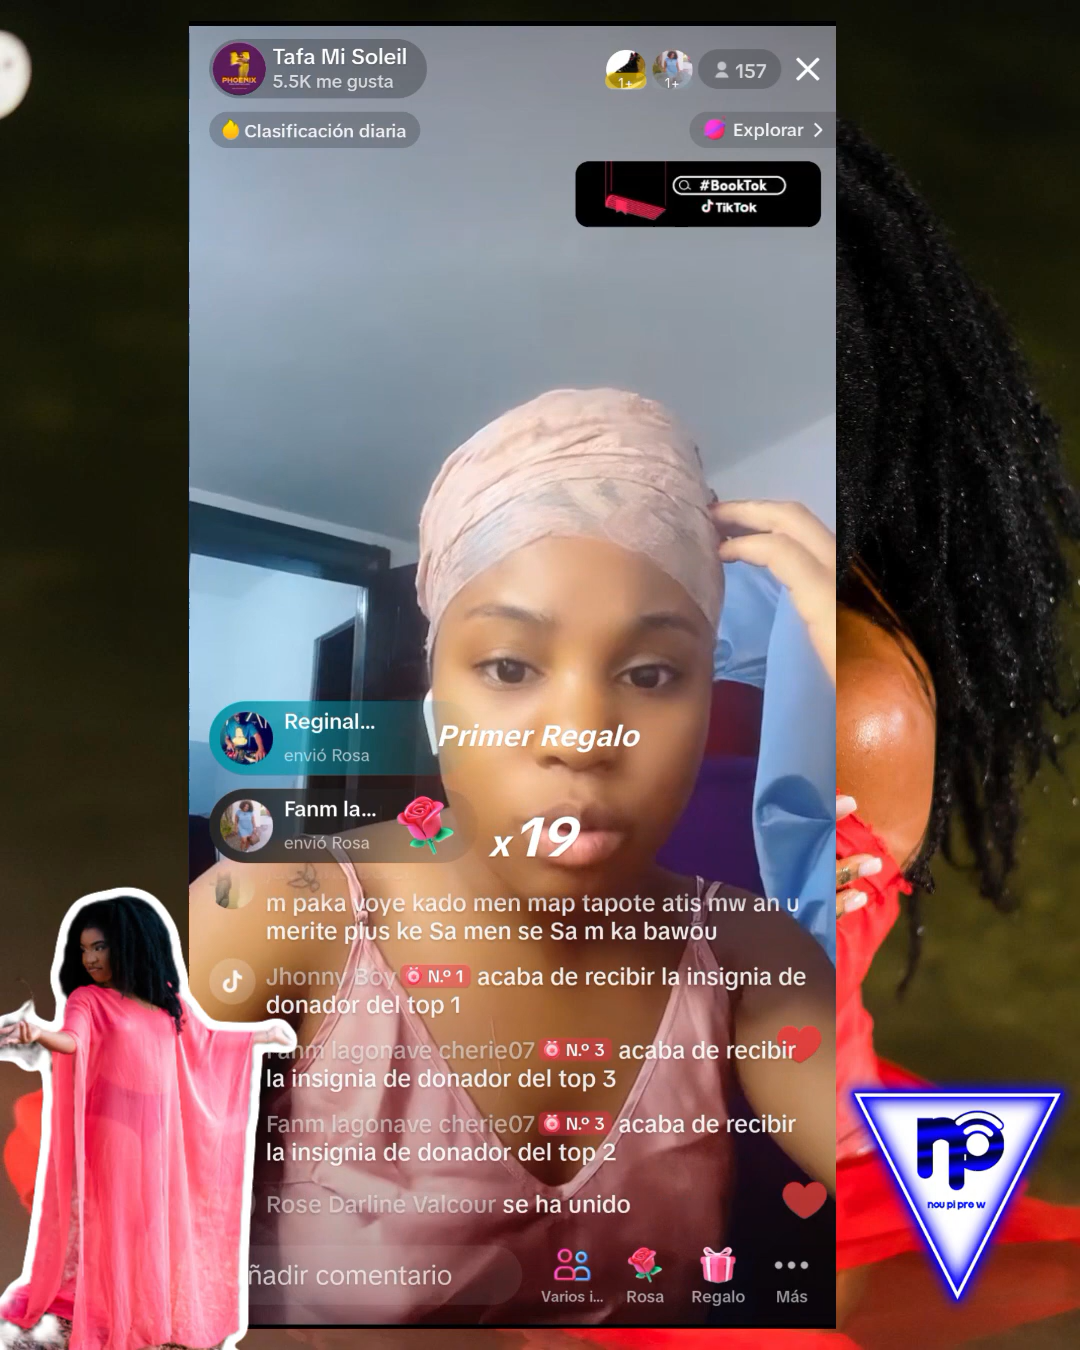 Tafa Mi Soleil
5.5K me gusta
PHOENIX
1+
1+
157
Clasificación diaria
Explorar
#BookTok
TikTok
Reginal...
envió Rosa
Primer Regalo
Fanm la...
envió Rosa
x 19
m paka voye kado men map tapote atis mw an u
merite plus ke Sa men se Sa m ka bawou
Jhonny Boy N.º 1 acaba de recibir la insignia de
donador del top 1
Fanm lagonave cherie07 N.º 3 acaba de recibir
la insignia de donador del top 3
Fanm lagonave cherie07 N.º 3 acaba de recibir
la insignia de donador del top 2
Rose Darline Valcour se ha unido
ñadir comentario
Varios i...
Rosa
Regalo
Más
np
nou pi pre w